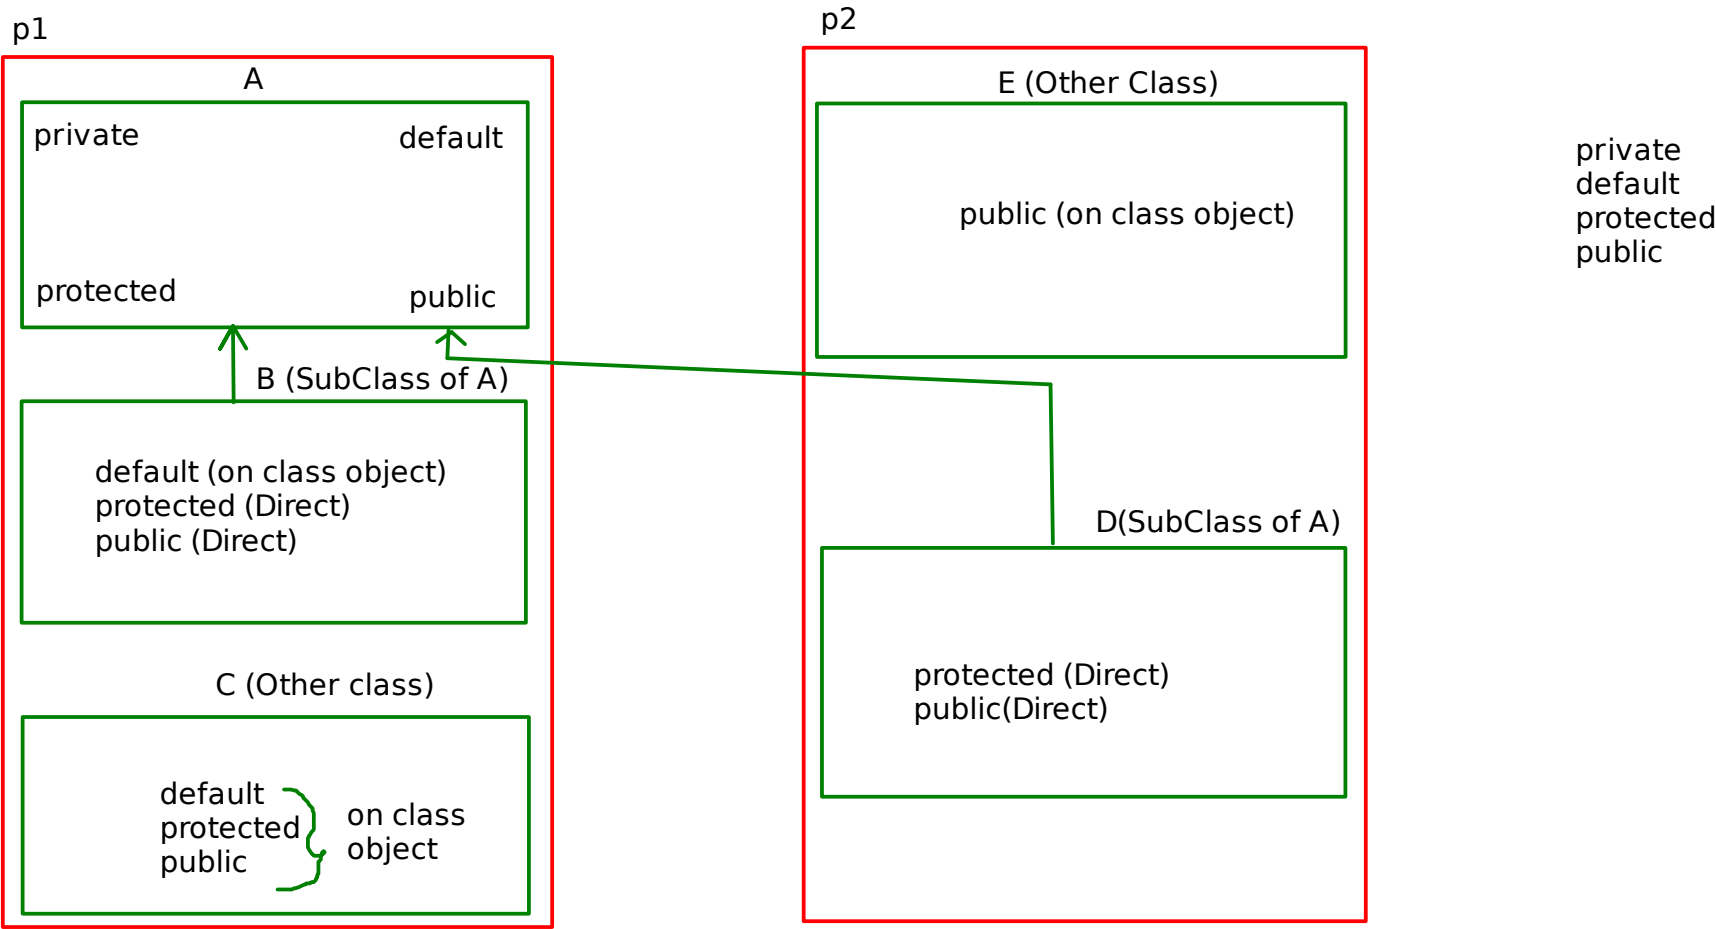 p1
A
private
default
protected
public
B (SubClass of A)
default (on class object)
protected (Direct)
public (Direct)
C (Other class)
default
protected
public
on class
object
p2
E (Other Class)
public (on class object)
D(SubClass of A)
protected (Direct)
public(Direct)
private
default
protected
public